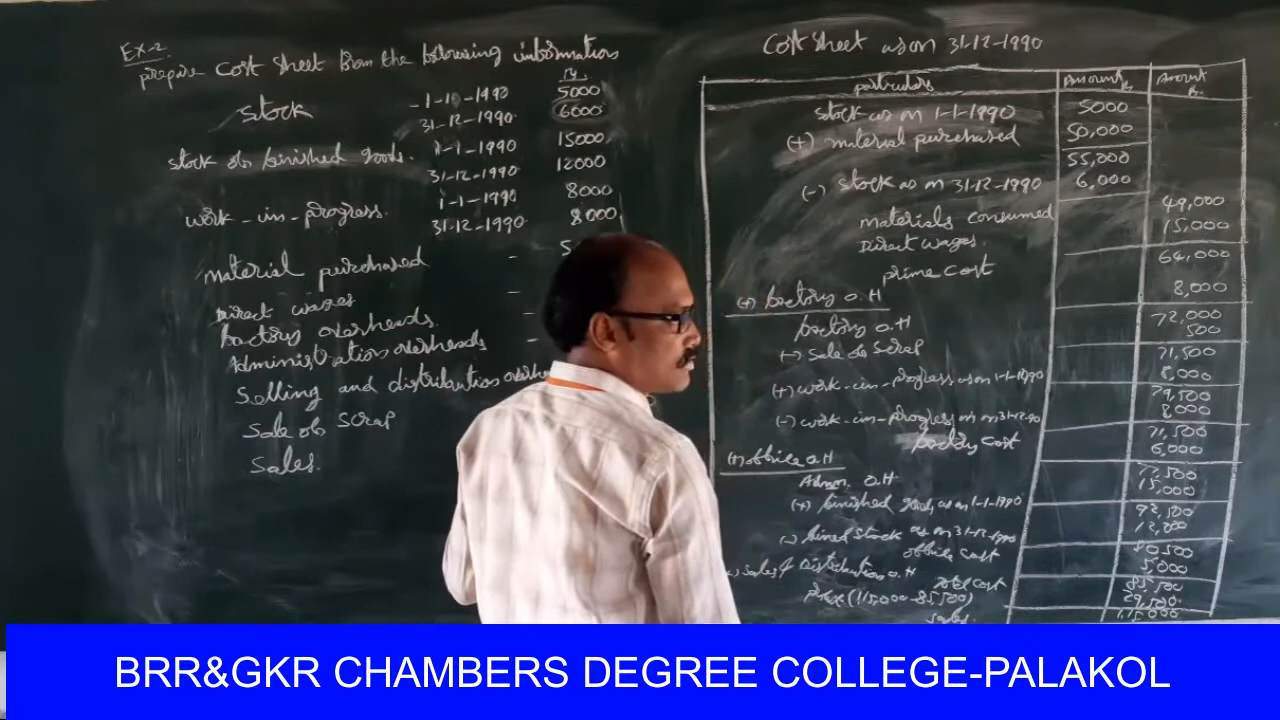 Ex-2
prepare Cost Sheet from the following information
Rs.
Stock - 1-1-1990 5000
31-12-1990 6000
stock of finished goods. 1-1-1990 15000
31-12-1990 12000
work-in-progress. 1-1-1990 8000
31-12-1990 8000
material purchased - 5
Direct wages -
factory overheads. -
Administration overheads -
Selling and distribution overhe
Sale of scrap
Sales.
Cost Sheet as on 31-12-1990
particulars Amount Rs. Amount Rs.
stock as on 1-1-1990 5000
(+) material purchased 50,000
55,000
(-) stock as on 31-12-1990 6,000
49,000
materials consumed 15,000
Direct wages.
64,000
prime cost
(+) factory O.H 8,000
72,000
factory O.H 500
(-) Sale of scrap 71,500
(+) work-in-progress as on 1-1-1990 8,000
79,500
(-) work-in-progress as on 31-12-90 8,000
factory cost 71,500
6,000
(+) office O.H
77,500
Admn. O.H 15,000
(+) finished goods as on 1-1-1990
92,500
12,000
(-) fined stock as on 31-12-1990
office cost 80,500
Sales & Distribution O.H 5,000
Total cost 85,500
(115,000-85,500) 29,500
Sales. 1,15,000
BRR&GKR CHAMBERS DEGREE COLLEGE-PALAKOL